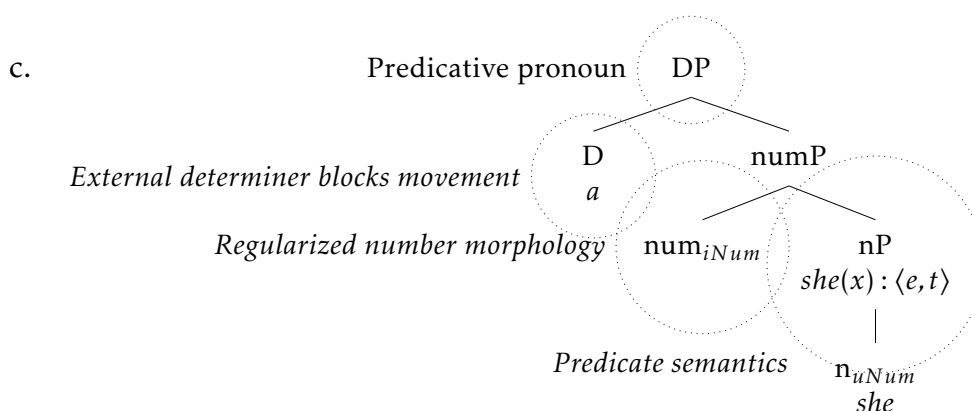 c.
Predicative pronoun DP
D numP
External determiner blocks movement
a
Regularized number morphology num_{iNum} nP
she(x) : ⟨e, t⟩
Predicate semantics
n_{uNum}
she